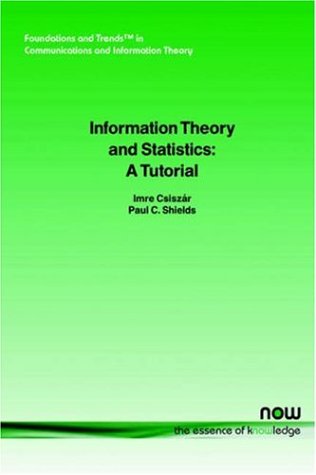 Foundations and Trends™ in
Communications and Information Theory
Information Theory
and Statistics:
A Tutorial
Imre Csiszár
Paul C. Shields
now
the essence of knowledge